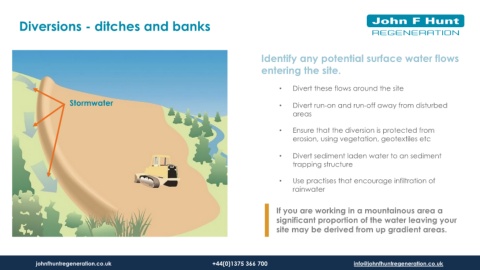 Diversions - ditches and banks
John F Hunt
REGENERATION
Stormwater
Identify any potential surface water flows
entering the site.
• Divert these flows around the site
• Divert run-on and run-off away from disturbed
areas
• Ensure that the diversion is protected from
erosion, using vegetation, geotextiles etc
• Divert sediment laden water to an sediment
trapping structure
• Use practises that encourage infiltration of
rainwater
If you are working in a mountainous area a
significant proportion of the water leaving your
site may be derived from up gradient areas.
johnfhuntregeneration.co.uk
+44(0)1375 366 700
info@johnfhuntregeneration.co.uk